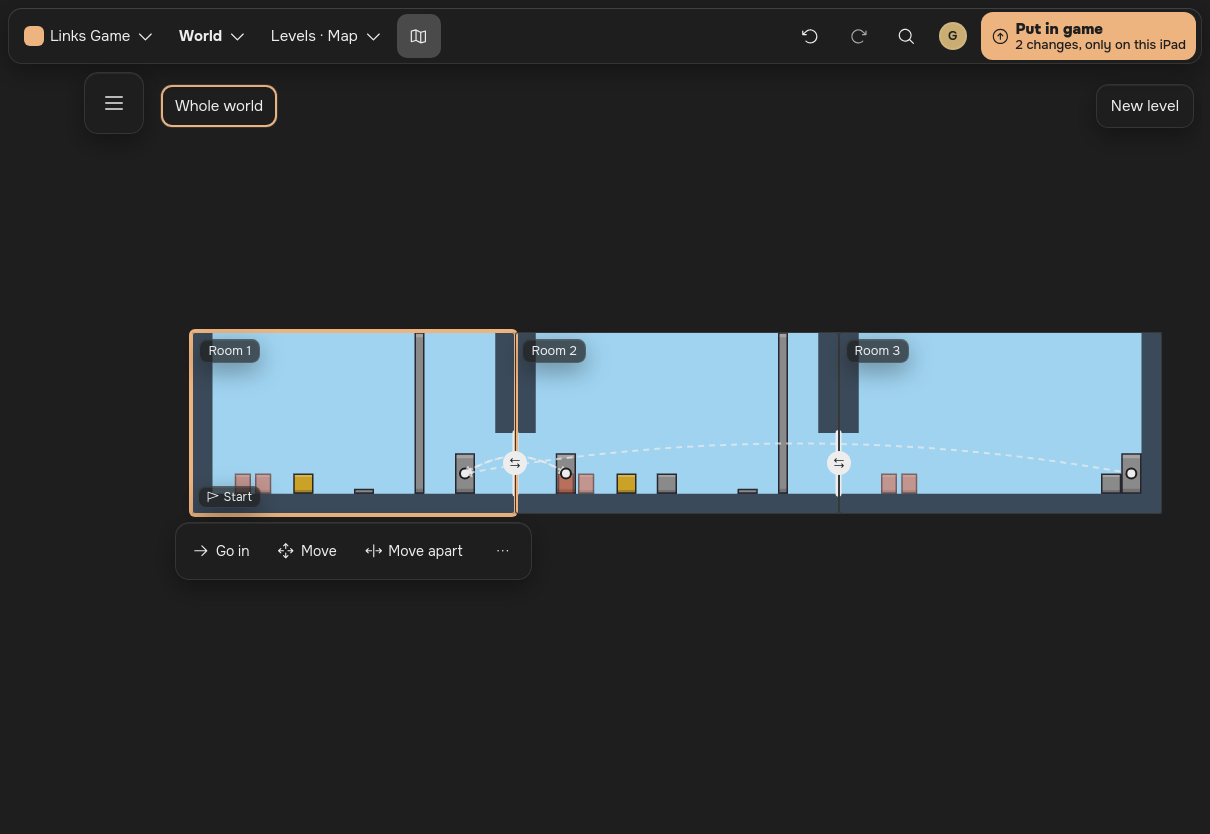 Links Game
World
Levels · Map
G
Put in game
2 changes, only on this iPad
Whole world
New level
Room 1
Room 2
Room 3
Start
Go in
Move
Move apart
...